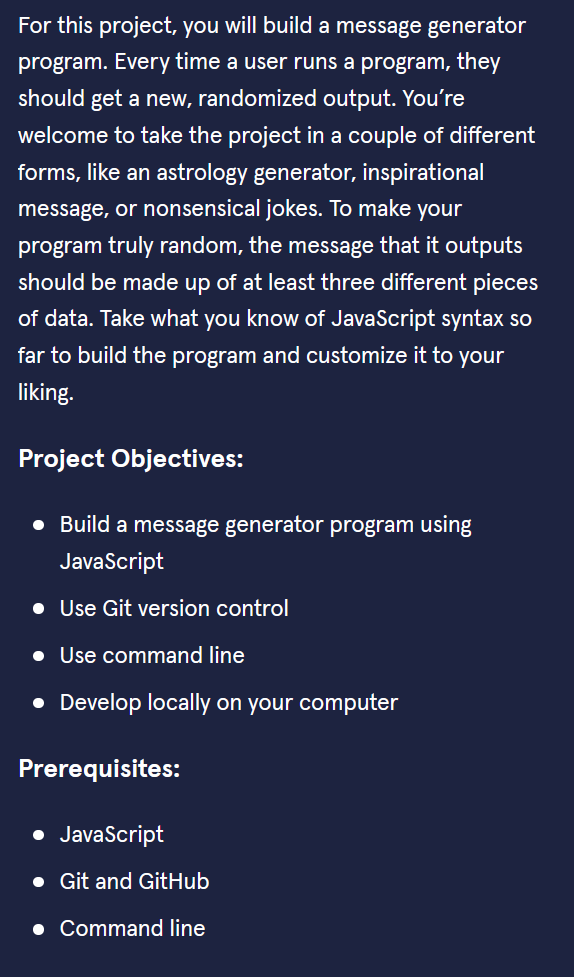 For this project, you will build a message generator
program. Every time a user runs a program, they
should get a new, randomized output. You’re
welcome to take the project in a couple of different
forms, like an astrology generator, inspirational
message, or nonsensical jokes. To make your
program truly random, the message that it outputs
should be made up of at least three different pieces
of data. Take what you know of JavaScript syntax so
far to build the program and customize it to your
liking.
Project Objectives:
Build a message generator program using
JavaScript
Use Git version control
Use command line
Develop locally on your computer
Prerequisites:
JavaScript
Git and GitHub
Command line